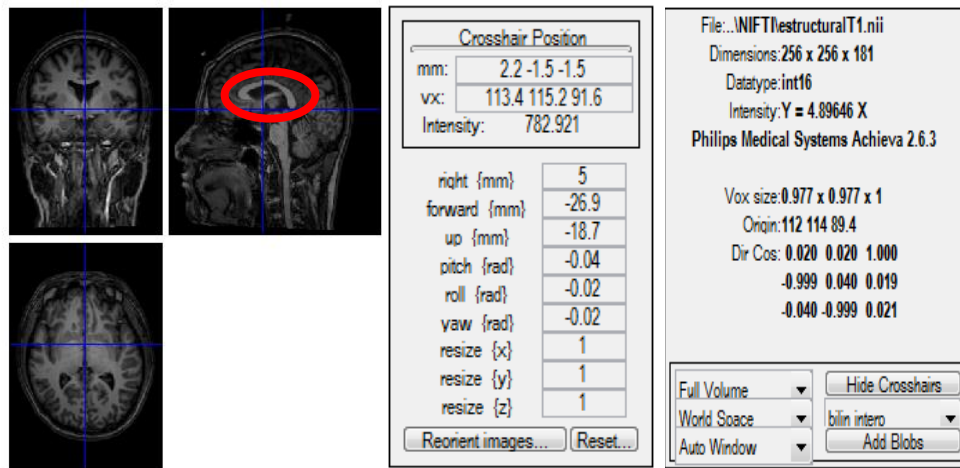 Crosshair Position
mm: 2.2 -1.5 -1.5
vx: 113.4 115.2 91.6
Intensity: 782.921
right {mm} 5
forward {mm} -26.9
up {mm} -18.7
pitch {rad} -0.04
roll {rad} -0.02
yaw {rad} -0.02
resize {x} 1
resize {y} 1
resize {z} 1
Reorient images... Reset...
File:...\NIFTI\estructuralT1.nii
Dimensions:256 x 256 x 181
Datatype:int16
Intensity:Y = 4.89646 X
Philips Medical Systems Achieva 2.6.3
Vox size:0.977 x 0.977 x 1
Origin:112 114 89.4
Dir Cos: 0.020 0.020 1.000
-0.999 0.040 0.019
-0.040 -0.999 0.021
Full Volume Hide Crosshairs
World Space bilin interp
Auto Window Add Blobs